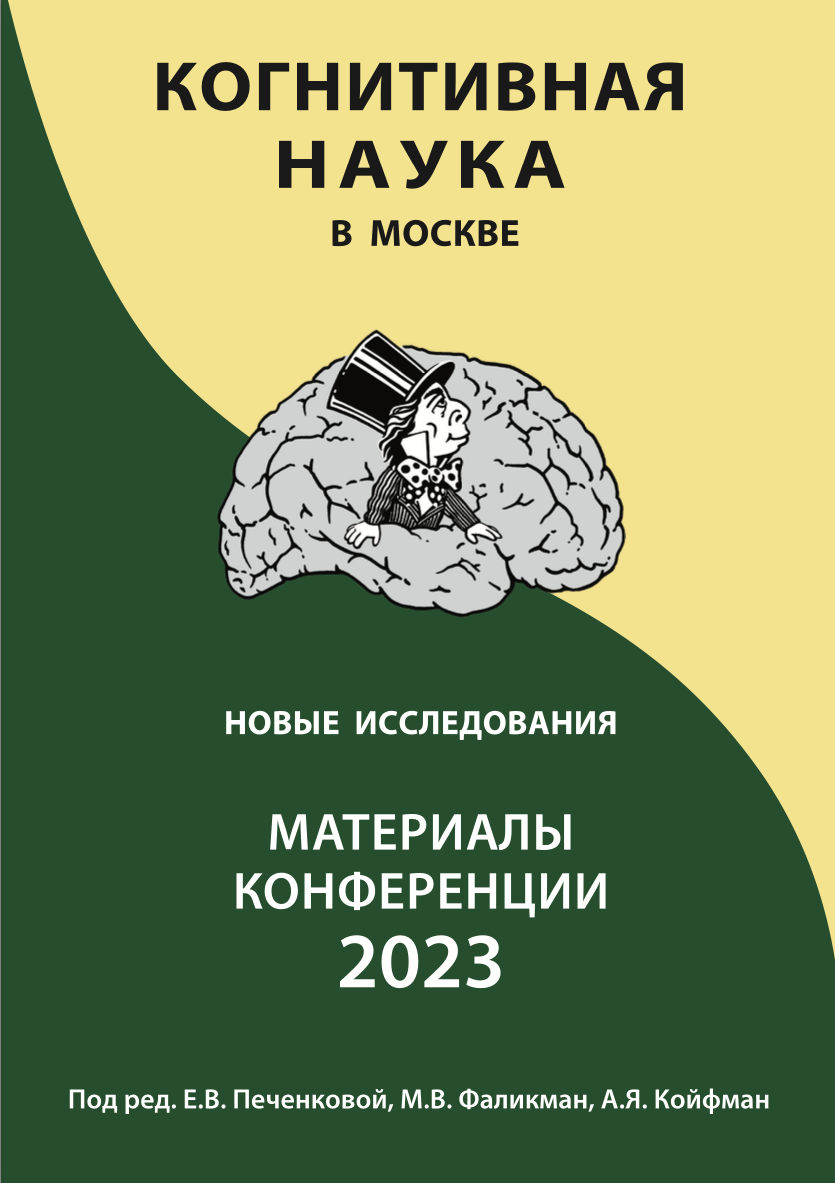 КОГНИТИВНАЯ
НАУКА
В МОСКВЕ
НОВЫЕ ИССЛЕДОВАНИЯ
МАТЕРИАЛЫ
КОНФЕРЕНЦИИ
2023
Под ред. Е.В. Печенковой, М.В. Фаликман, А.Я. Койфман